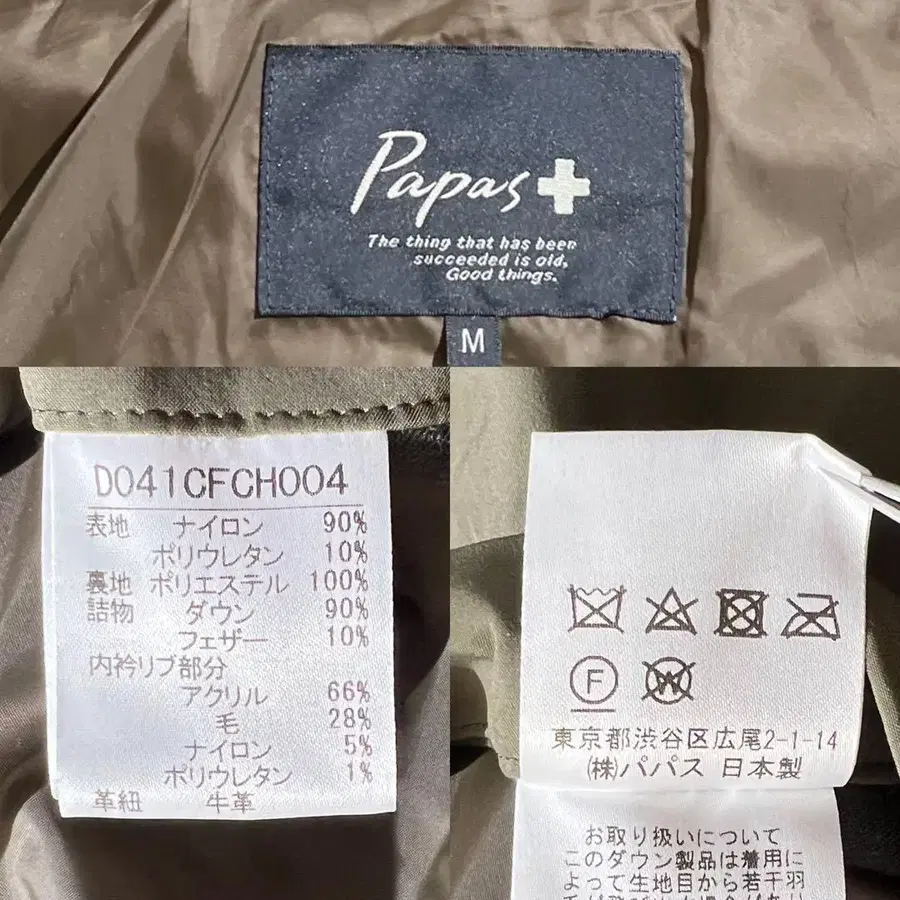 Papas
The thing that has been
succeeded is old,
Good things.
M
D041CFCH004
表地 ナイロン 90%
ポリウレタン 10%
裏地 ポリエステル 100%
詰物 ダウン 90%
フェザー 10%
内衿リブ部分
アクリル 66%
毛 28%
ナイロン 5%
ポリウレタン 1%
革紐 牛革
F
W
東京都渋谷区広尾2-1-14
(株)パパス 日本製
お取り扱いについて
このダウン製品は着用に
よって生地目から若干羽